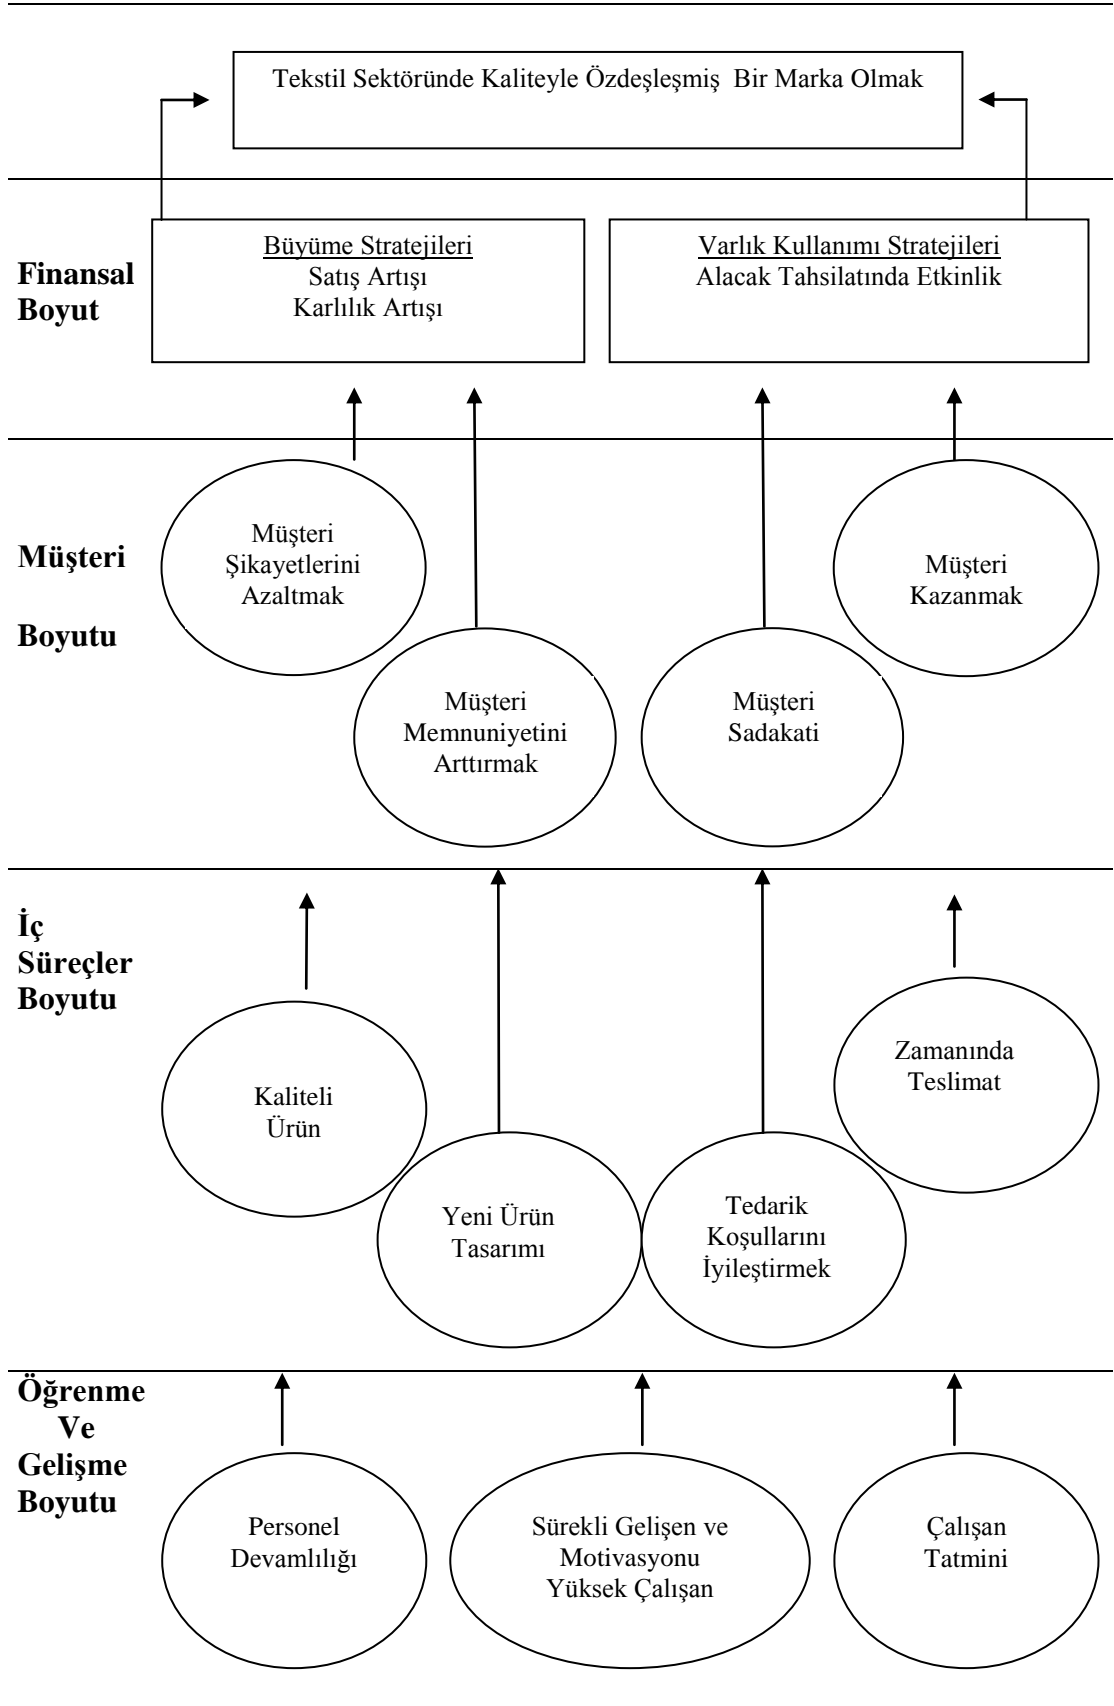 Tekstil Sektöründe Kaliteyle Özdeşleşmiş Bir Marka Olmak
Finansal
Boyut
Büyüme Stratejileri
Satış Artışı
Karlılık Artışı
Varlık Kullanımı Stratejileri
Alacak Tahsilatında Etkinlik
Müşteri
Boyutu
Müşteri
Şikayetlerini
Azaltmak
Müşteri
Memnuniyetini
Arttırmak
Müşteri
Sadakati
Müşteri
Kazanmak
İç
Süreçler
Boyutu
Kaliteli
Ürün
Yeni Ürün
Tasarımı
Tedarik
Koşullarını
İyileştirmek
Zamanında
Teslimat
Öğrenme
Ve
Gelişme
Boyutu
Personel
Devamlılığı
Sürekli Gelişen ve
Motivasyonu
Yüksek Çalışan
Çalışan
Tatmini